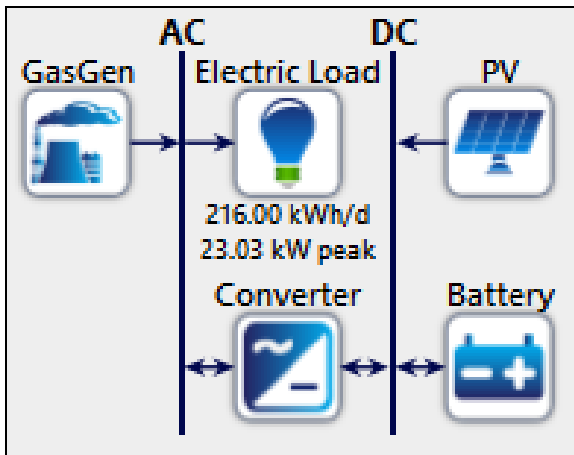 AC DC
GasGen Electric Load PV
216.00 kWh/d
23.03 kW peak
Converter Battery